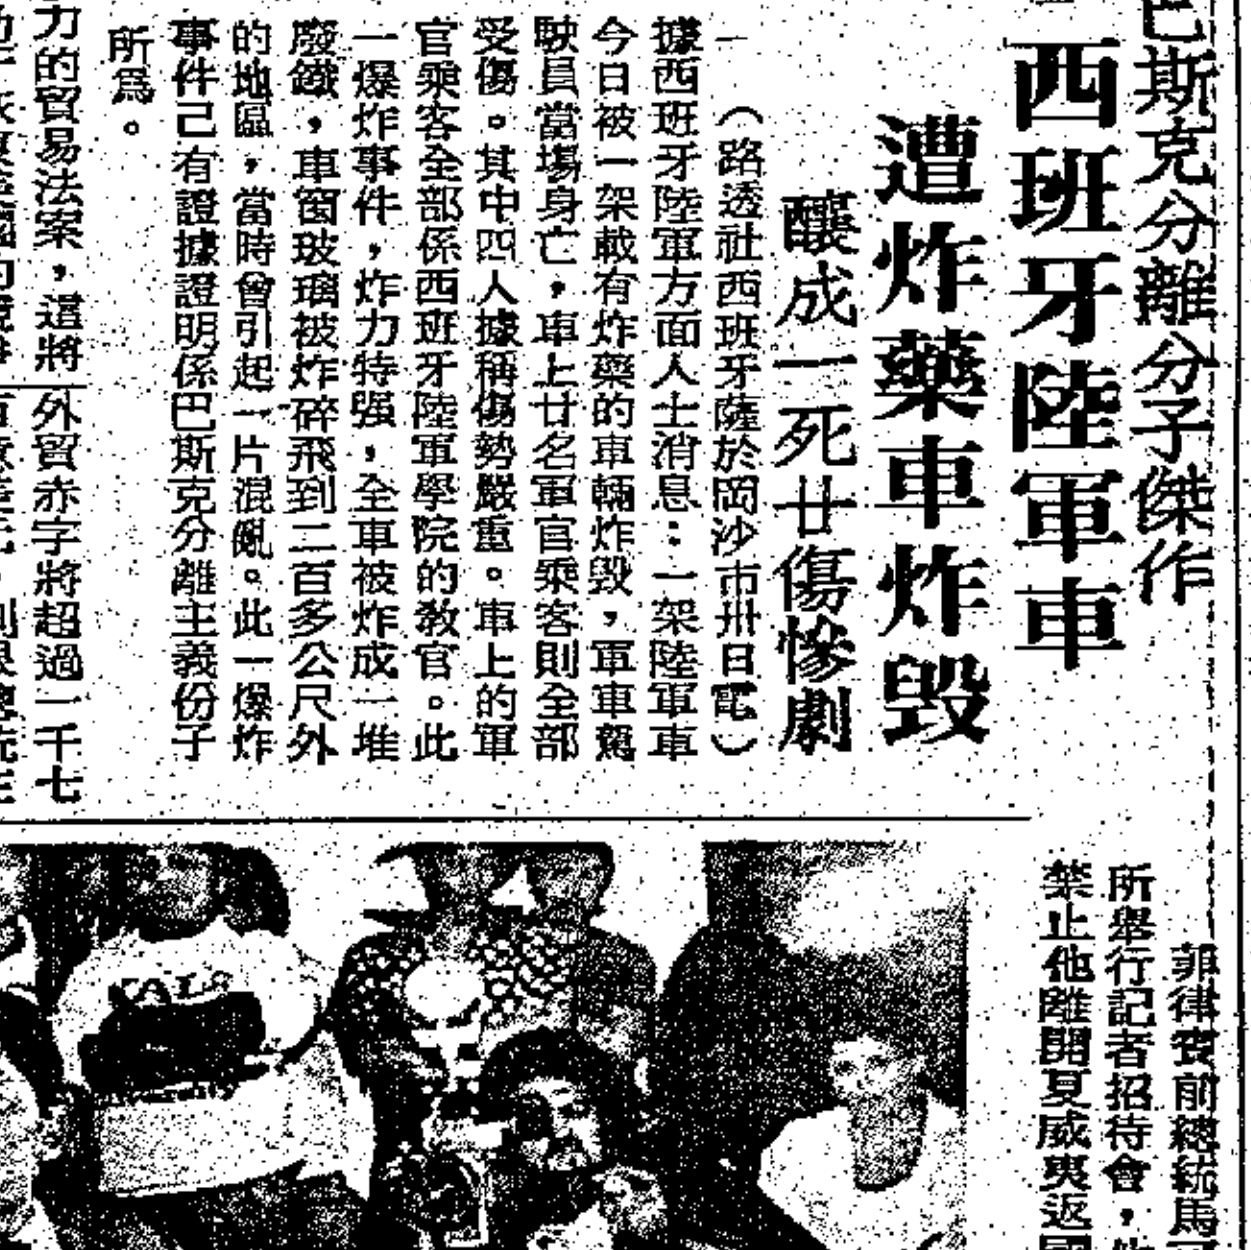 巴斯克分離分子傑作
西班牙陸軍車
遭炸藥車炸毀
釀成一死廿傷慘劇
（路透社西班牙薩於岡沙市卅日電）
據西班牙陸軍方面人士消息：一架陸軍車
今日被一架載有炸藥的車輛炸毀，軍車駕
駛員當場身亡，車上廿名軍官乘客則全部
受傷。其中四人據稱傷勢嚴重。車上的軍
官乘客全部係西班牙陸軍學院的教官。此
一爆炸事件，炸力特强，全車被炸成一堆
廢鐵，車窗玻璃被炸碎飛到二百多公尺外
的地區，當時會引起一片混亂。此一爆炸
事件己有證據證明係巴斯克分離主義份子
所爲。
力的貿易法案，還將
外貿赤字將超過一千七
菲律賓前總統馬
所舉行記者招待會，
禁止他離開夏威夷返國